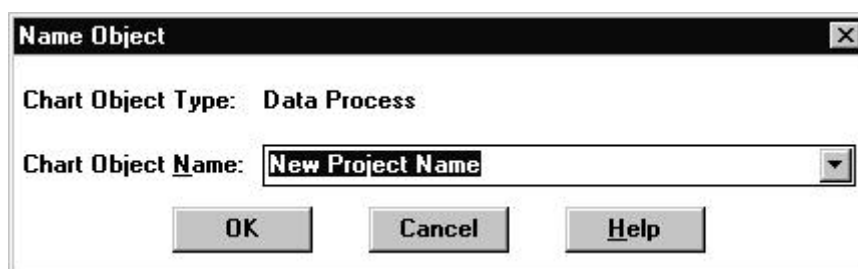 Name Object
Chart Object Type: Data Process
Chart Object Name: New Project Name
OK Cancel Help